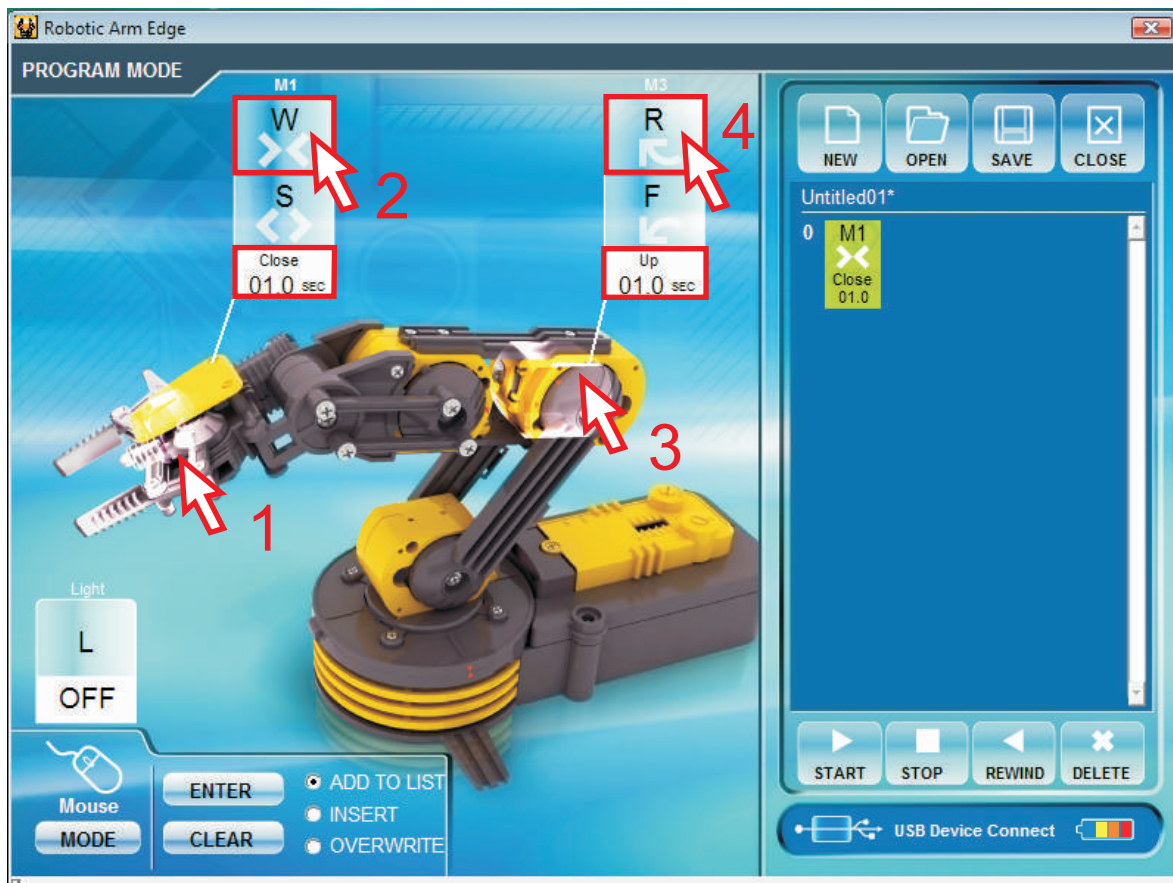 Robotic Arm Edge
PROGRAM MODE
M1
W
2
S
Close
01.0 SEC
M3
R
4
F
Up
01.0 SEC
3
1
Light
L
OFF
Mouse
MODE
ENTER
CLEAR
ADD TO LIST
INSERT
OVERWRITE
NEW OPEN SAVE CLOSE
Untitled01*
0 M1
Close
01.0
START STOP REWIND DELETE
USB Device Connect